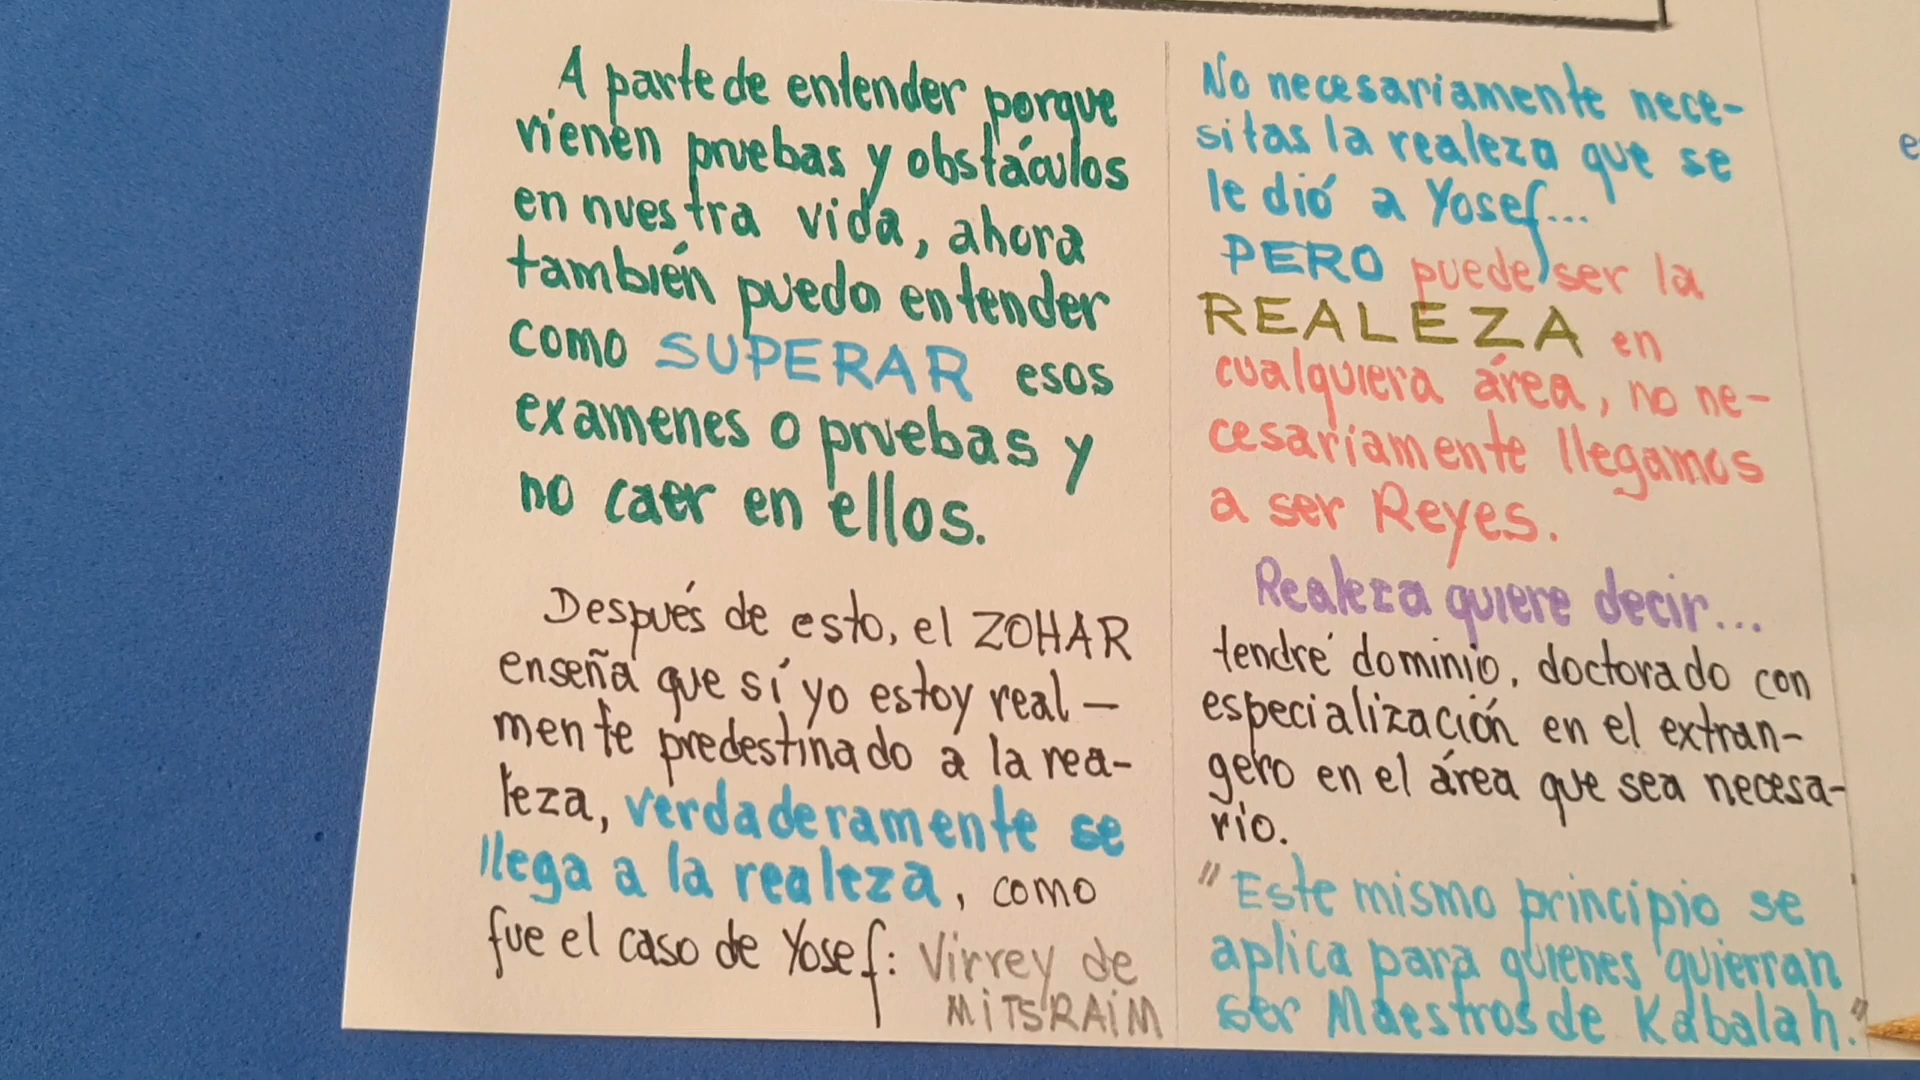 A parte de entender porque
vienen pruebas y obstáculos
en nuestra vida, ahora
también puedo entender
como SUPERAR esos
examenes o pruebas y
no caer en ellos.
Después de esto, el ZOHAR
enseña que sí yo estoy real-
mente predestinado a la rea-
leza, verdaderamente se
llega a la realeza, como
fue el caso de Yosef: Virrey de
MiTSRAiM
No necesariamente nece-
sitas la realeza que se
le dió a Yosef...
PERO puede ser la
REALEZA en
cualquiera área, no ne-
cesariamente llegamos
a ser Reyes.
Realeza quiere decir...
tendré dominio, doctorado con
especialización en el extran-
gero en el área que sea necesa-
rio.
"Este mismo principio se
aplica para quienes quierran
ser Maestros de Kabalah."